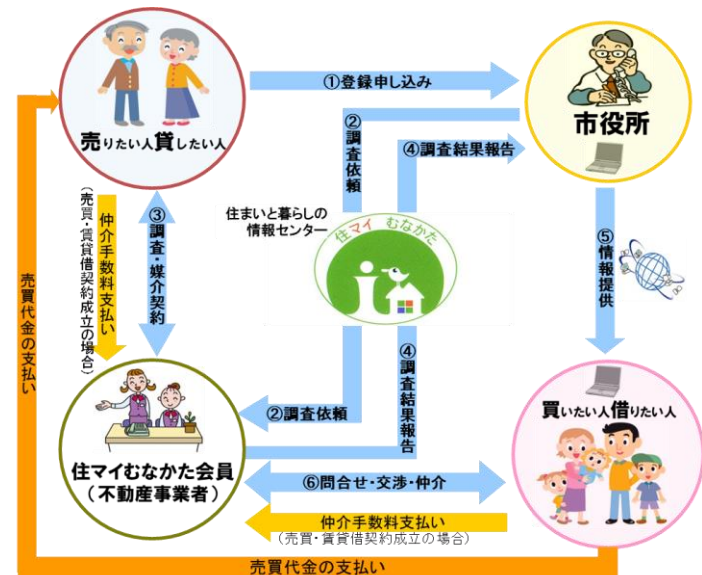 ①登録申し込み
売りたい人貸したい人
市役所
②調査依頼
④調査結果報告
住まいと暮らしの
情報センター
住マイ むなかた
⑤情報提供
③調査・媒介契約
仲介手数料支払い
(売買・賃貸借契約成立の場合)
売買代金の支払い
②調査依頼
④調査結果報告
住マイむなかた会員
(不動産事業者)
買いたい人借りたい人
⑥問合せ・交渉・仲介
仲介手数料支払い
(売買・賃貸借契約成立の場合)
売買代金の支払い